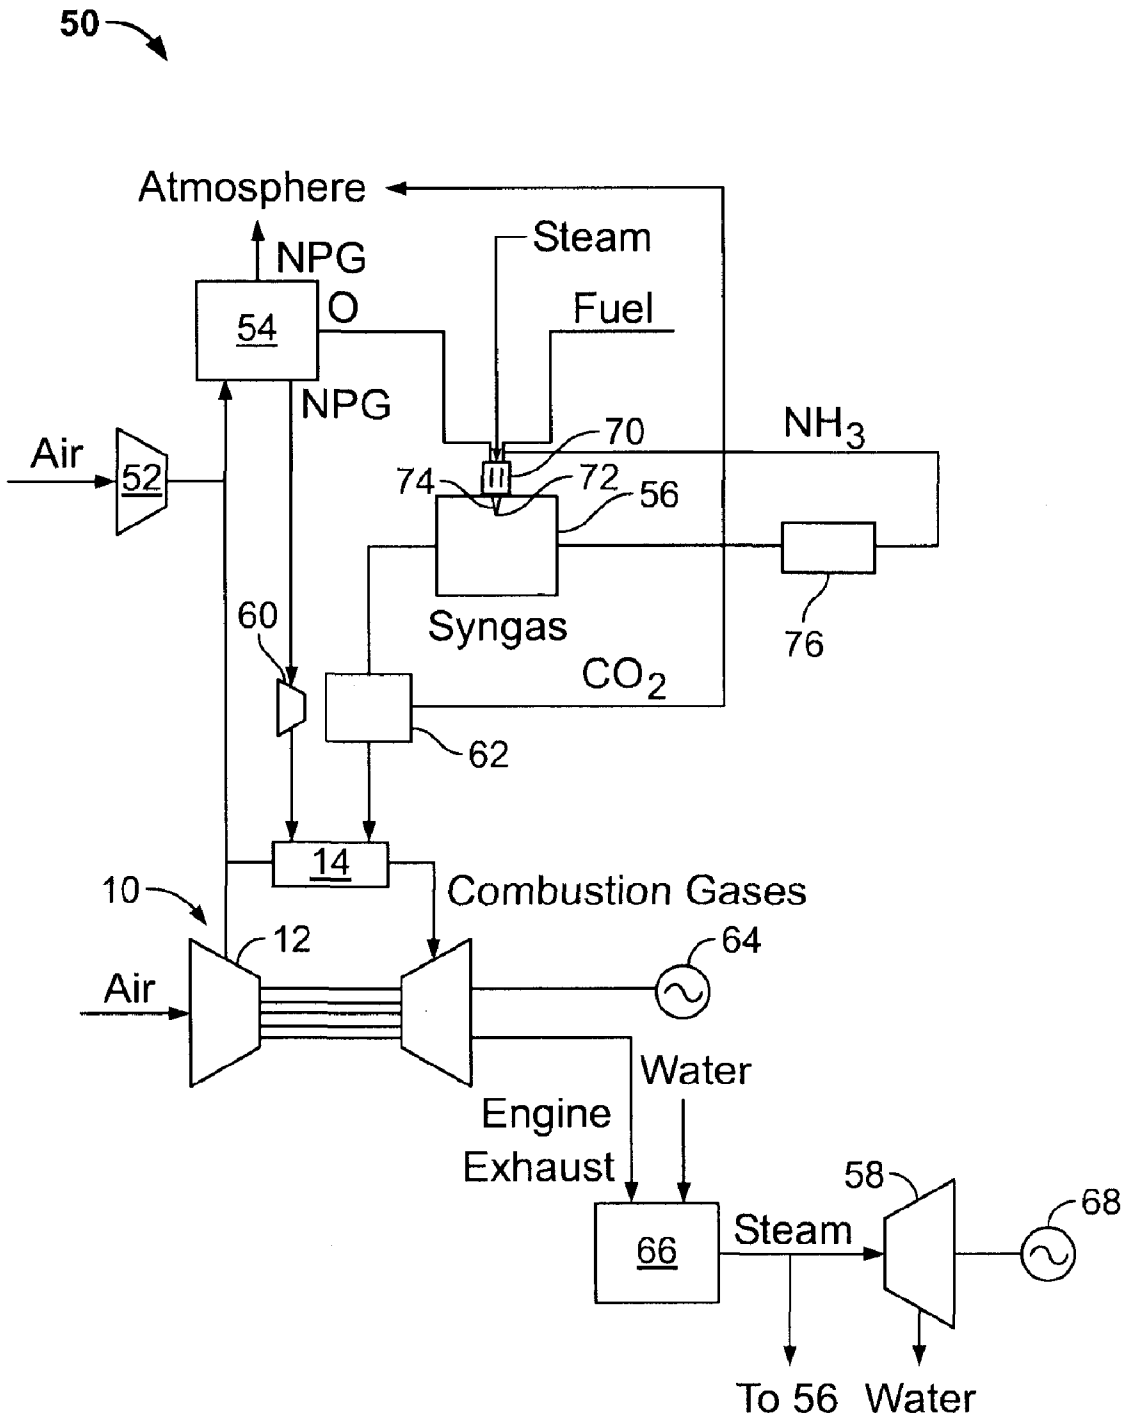 50
Atmosphere
NPG
Steam
O
Fuel
54
NPG
NH3
70
Air
52
74
72
56
76
60
Syngas
CO2
62
14
10
Combustion Gases
12
64
Air
Water
Engine
Exhaust
58
68
66
Steam
To 56
Water